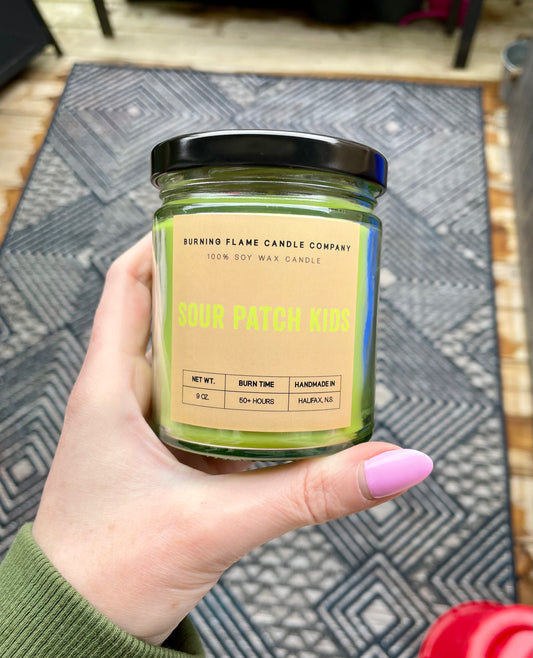 BURNING FLAME CANDLE COMPANY
100% SOY WAX CANDLE
SOUR PATCH KIDS
NET WT. BURN TIME HANDMADE IN
9 OZ. 50+ HOURS HALIFAX, N.S.